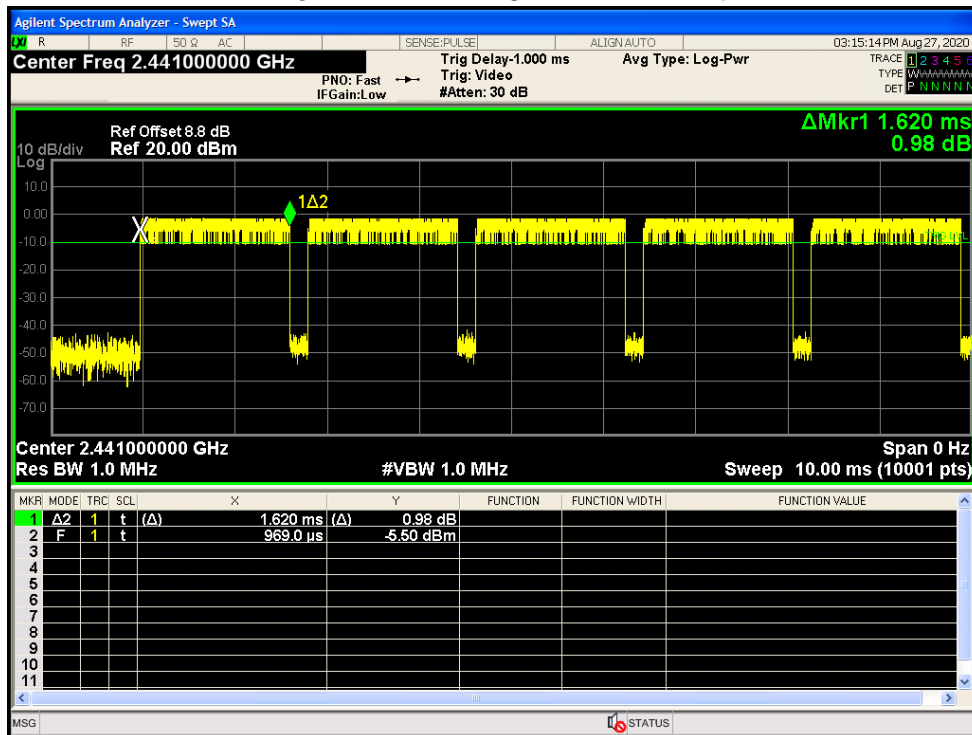 Agilent Spectrum Analyzer - Swept SA
LXI R RF 50 Ω AC SENSE:PULSE ALIGN AUTO 03:15:14 PM Aug 27, 2020
Center Freq 2.441000000 GHz Trig Delay-1.000 ms Avg Type: Log-Pwr TRACE 1 2 3 4 5 6
PNO: Fast Trig: Video TYPE
IFGain:Low #Atten: 30 dB DET P N N N N N
ΔMkr1 1.620 ms
Ref Offset 8.8 dB
10 dB/div Ref 20.00 dBm 0.98 dB
Log
10.0
1Δ2
0.00
X
-10.0
-20.0
-30.0
-40.0
-50.0
-60.0
-70.0
Center 2.441000000 GHz Span 0 Hz
Res BW 1.0 MHz #VBW 1.0 MHz Sweep 10.00 ms (10001 pts)
MKR MODE TRC SCL X Y FUNCTION FUNCTION WIDTH FUNCTION VALUE
1 Δ2 1 t (Δ) 1.620 ms (Δ) 0.98 dB
2 F 1 t 969.0 µs -5.50 dBm
3
4
5
6
7
8
9
10
11
MSG STATUS